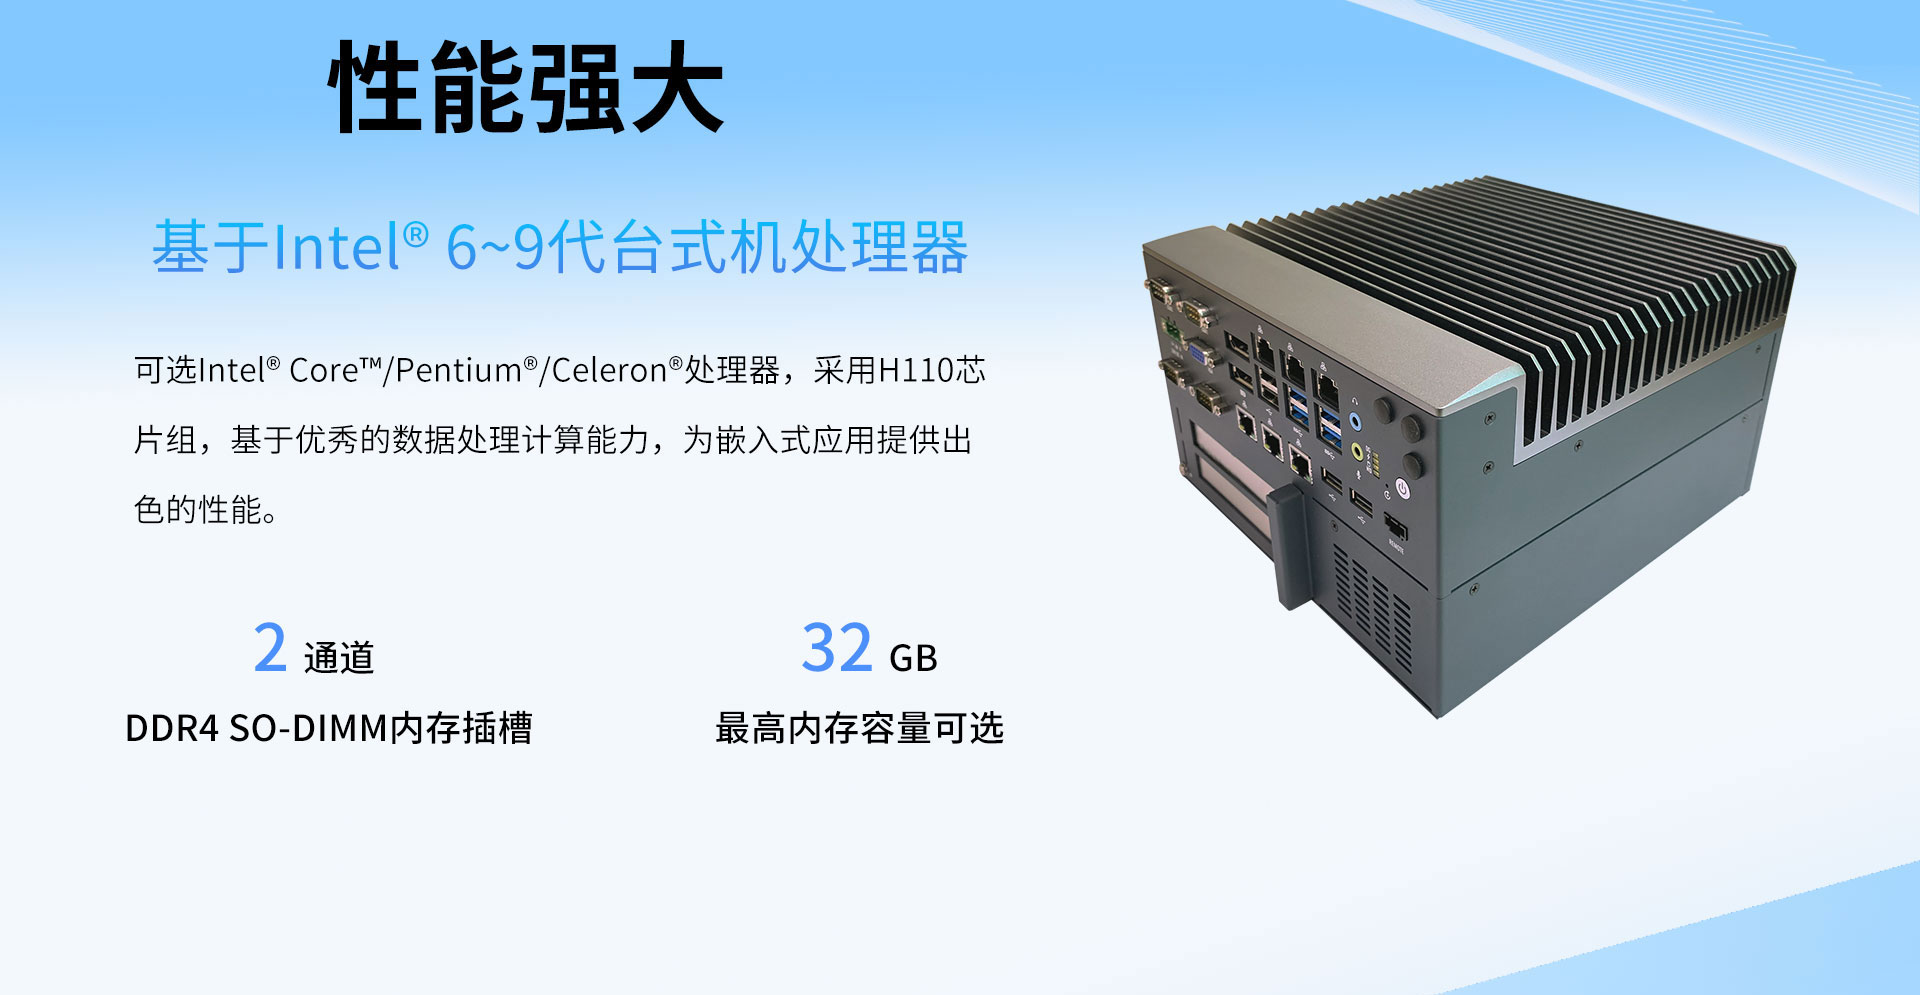 性能强大
基于Intel® 6~9代台式机处理器
可选Intel® Core™/Pentium®/Celeron®处理器，采用H110芯
片组，基于优秀的数据处理计算能力，为嵌入式应用提供出
色的性能。
2 通道
DDR4 SO-DIMM内存插槽
32 GB
最高内存容量可选
REMOTE